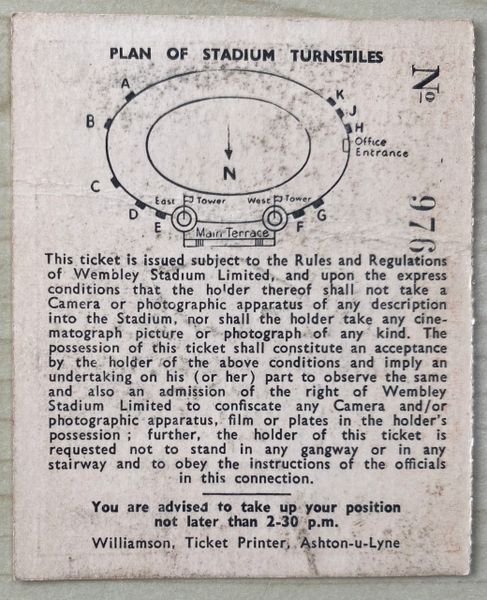 PLAN OF STADIUM TURNSTILES
No 976
A
B
C
D
E
K
J
H
Office
Entrance
N
East Tower
West Tower
F
G
Main Terrace
This ticket is issued subject to the Rules and Regulations
of Wembley Stadium Limited, and upon the express
conditions that the holder thereof shall not take a
Camera or photographic apparatus of any description
into the Stadium, nor shall the holder take any cine-
matograph picture or photograph of any kind. The
possession of this ticket shall constitute an acceptance
by the holder of the above conditions and imply an
undertaking on his (or her) part to observe the same
and also an admission of the right of Wembley
Stadium Limited to confiscate any Camera and/or
photographic apparatus, film or plates in the holder's
possession ; further, the holder of this ticket is
requested not to stand in any gangway or in any
stairway and to obey the instructions of the officials
in this connection.
You are advised to take up your position
not later than 2-30 p.m.
Williamson, Ticket Printer, Ashton-u-Lyne